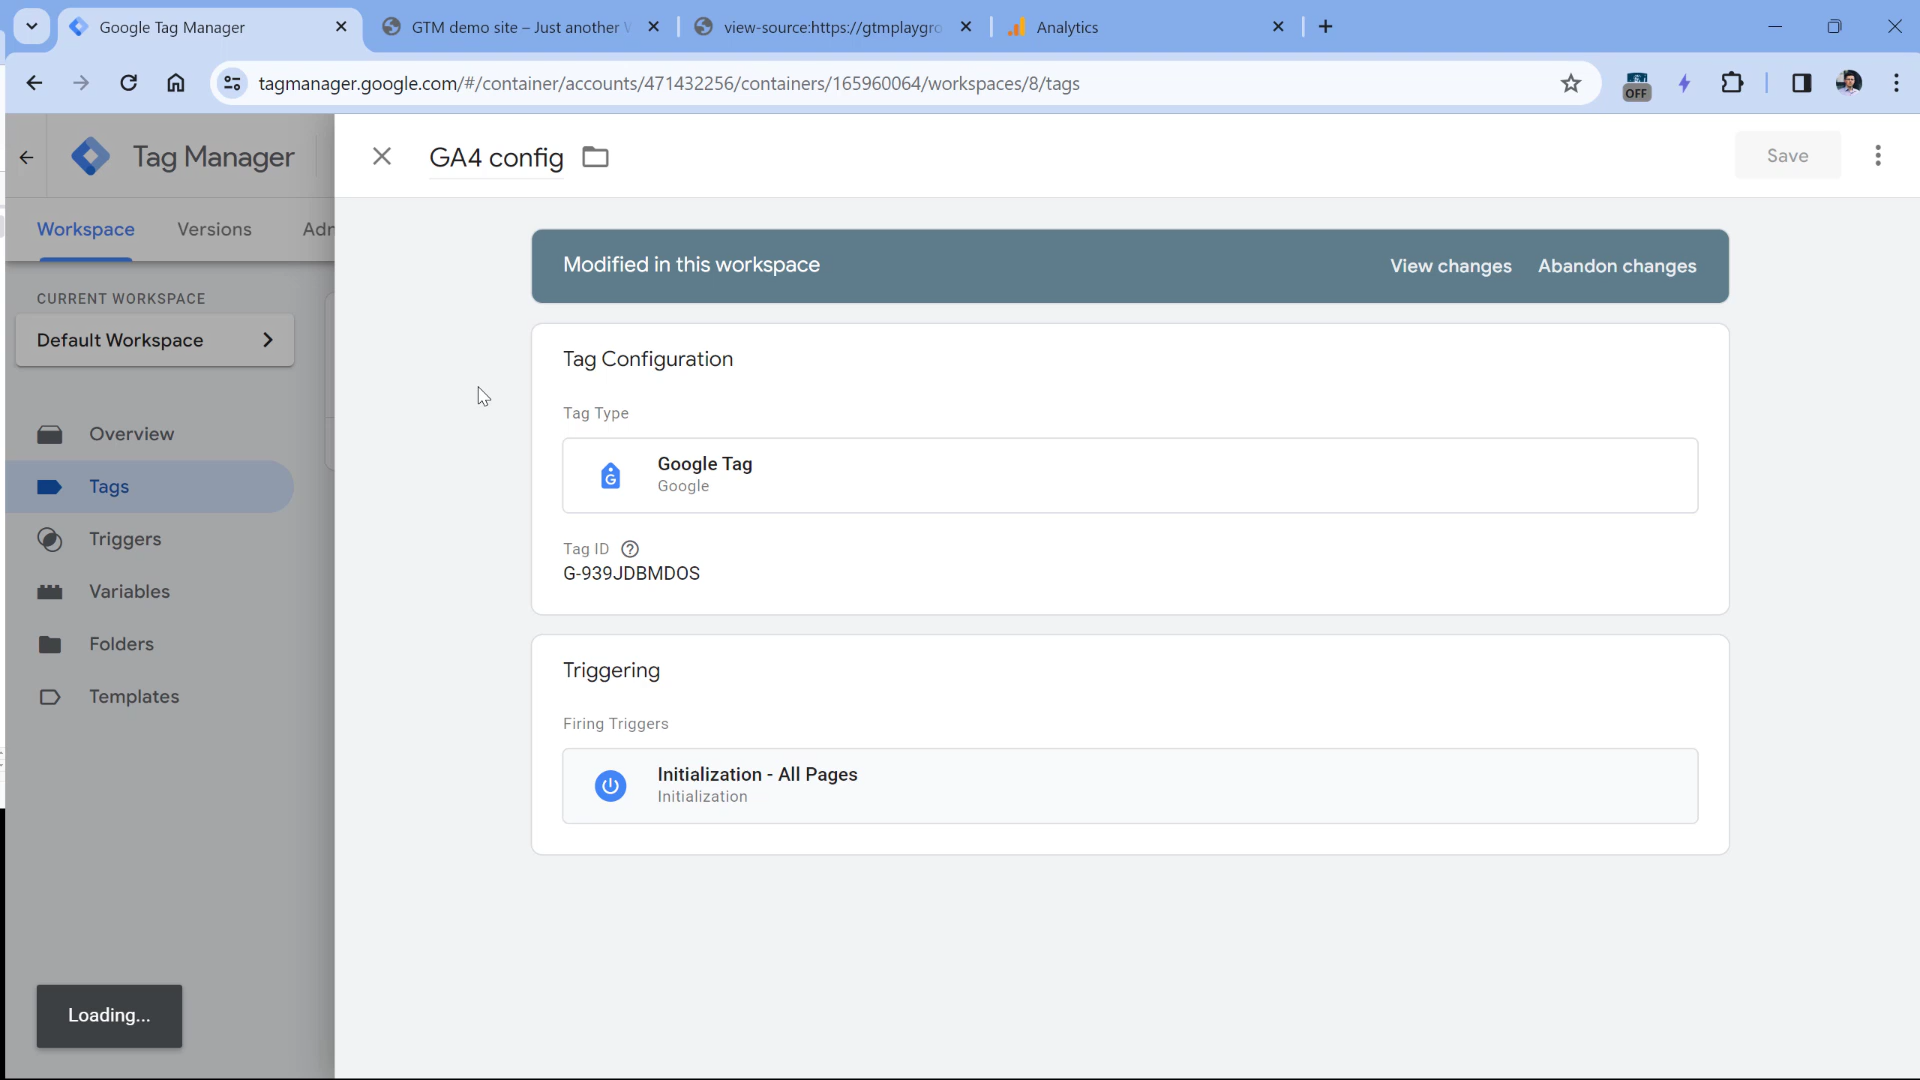 Google Tag Manager
GTM demo site – Just another
view-source:https://gtmplaygro
Analytics
tagmanager.google.com/#/container/accounts/471432256/containers/165960064/workspaces/8/tags
OFF
Tag Manager
GA4 config
Save
Workspace
Versions
Adn
Modified in this workspace
View changes
Abandon changes
CURRENT WORKSPACE
Default Workspace
Tag Configuration
Tag Type
Google Tag
Google
Overview
Tags
Triggers
Variables
Folders
Templates
Tag ID
G-939JDBMDOS
Triggering
Firing Triggers
Initialization - All Pages
Initialization
Loading...